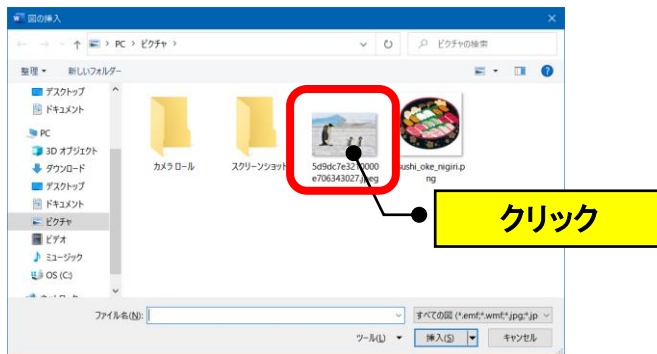 図の挿入
PC > ピクチャ >
ピクチャの検索
整理 新しいフォルダー
デスクトップ
ドキュメント
PC
3D オブジェクト
ダウンロード
デスクトップ
ドキュメント
ピクチャ
ビデオ
ミュージック
OS (C:)
カメラロール
スクリーンショット
5d9dc7e3210000
e706343027.jpeg
sushi_oke_nigiri.p
ng
クリック
ファイル名(N):
すべての図 (*.emf;*.wmf;*.jpg;*.jp
ツール(L)
挿入(S)
キャンセル